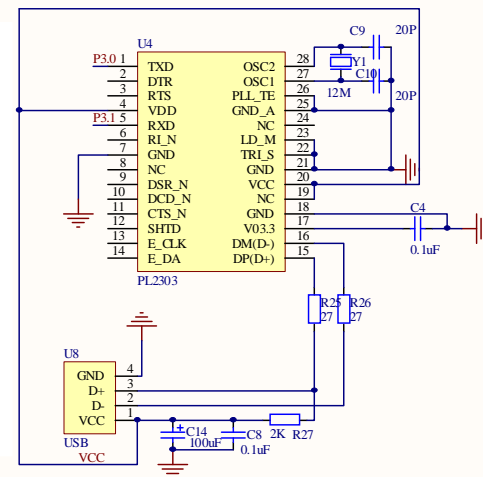 C9
20P
U4
P3.0 1 TXD OSC2 28
2 DTR OSC1 27
Y1
C10
3 RTS PLL_TE 26
12M
20P
4 VDD GND_A 25
P3.1 5 RXD NC 24
6 RI_N LD_M 23
7 GND TRI_S 22
8 NC GND 21
9 DSR_N VCC 20
10 DCD_N NC 19
11 CTS_N GND 18
C4
12 SHTD V03.3 17
13 E_CLK DM(D-) 16
0.1uF
14 E_DA DP(D+) 15
PL2303
R25 R26
27 27
U8
GND 4
D+ 3
D- 2
VCC 1
USB
VCC
C14
100uF
C8
0.1uF
2K R27